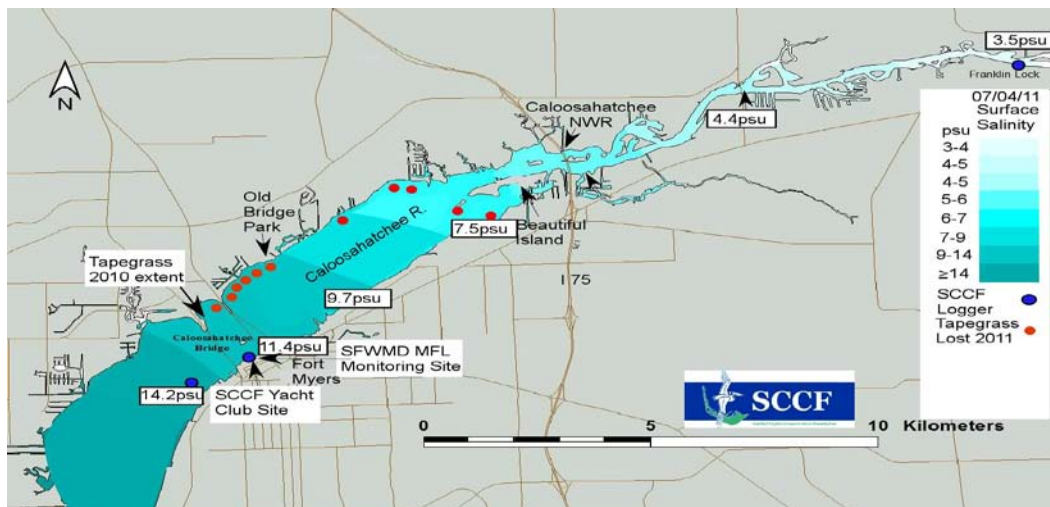 3.5psu
Franklin Lock
N
Caloosahatchee
NWR
4.4psu
07/04/11
Surface
Salinity
psu
3-4
4-5
4-5
5-6
6-7
7-9
9-14
≥14
SCCF
Logger
Tapegrass
Lost 2011
Old
Bridge
Park
Caloosahatchee R.
7.5psu
Beautiful
Island
Tapegrass
2010 extent
I 75
9.7psu
Caloosahatchee
Bridge
11.4psu
SFWMD MFL
Monitoring Site
Fort
Myers
14.2psu
SCCF Yacht
Club Site
SCCF
0 5 10 Kilometers